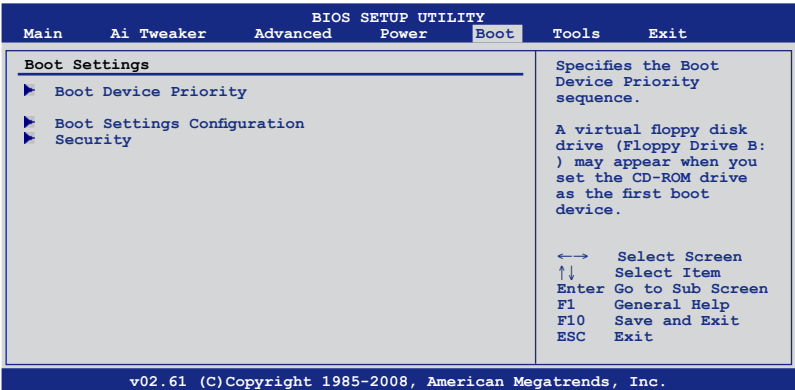 BIOS SETUP UTILITY
Main Ai Tweaker Advanced Power Boot Tools Exit
Boot Settings
Boot Device Priority
Boot Settings Configuration
Security
Specifies the Boot
Device Priority
sequence.
A virtual floppy disk
drive (Floppy Drive B:
) may appear when you
set the CD-ROM drive
as the first boot
device.
←→ Select Screen
↑↓ Select Item
Enter Go to Sub Screen
F1 General Help
F10 Save and Exit
ESC Exit
v02.61 (C)Copyright 1985-2008, American Megatrends, Inc.